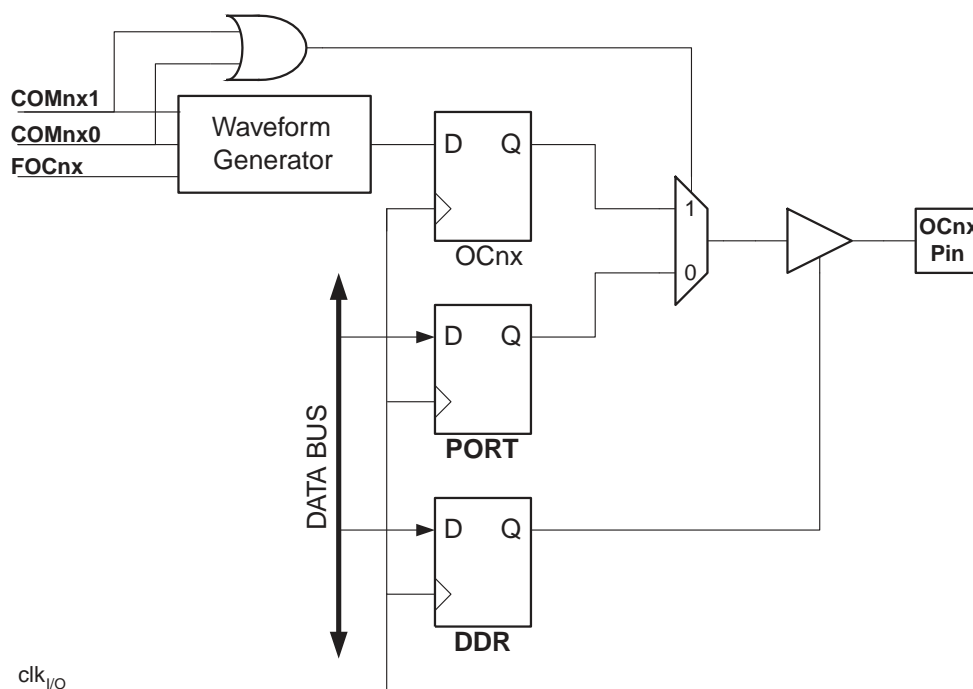 COMnx1
COMnx0
FOCnx
Waveform
Generator
D Q
OCnx
1
0
OCnx
Pin
D Q
PORT
DATA BUS
D Q
DDR
clkI/O